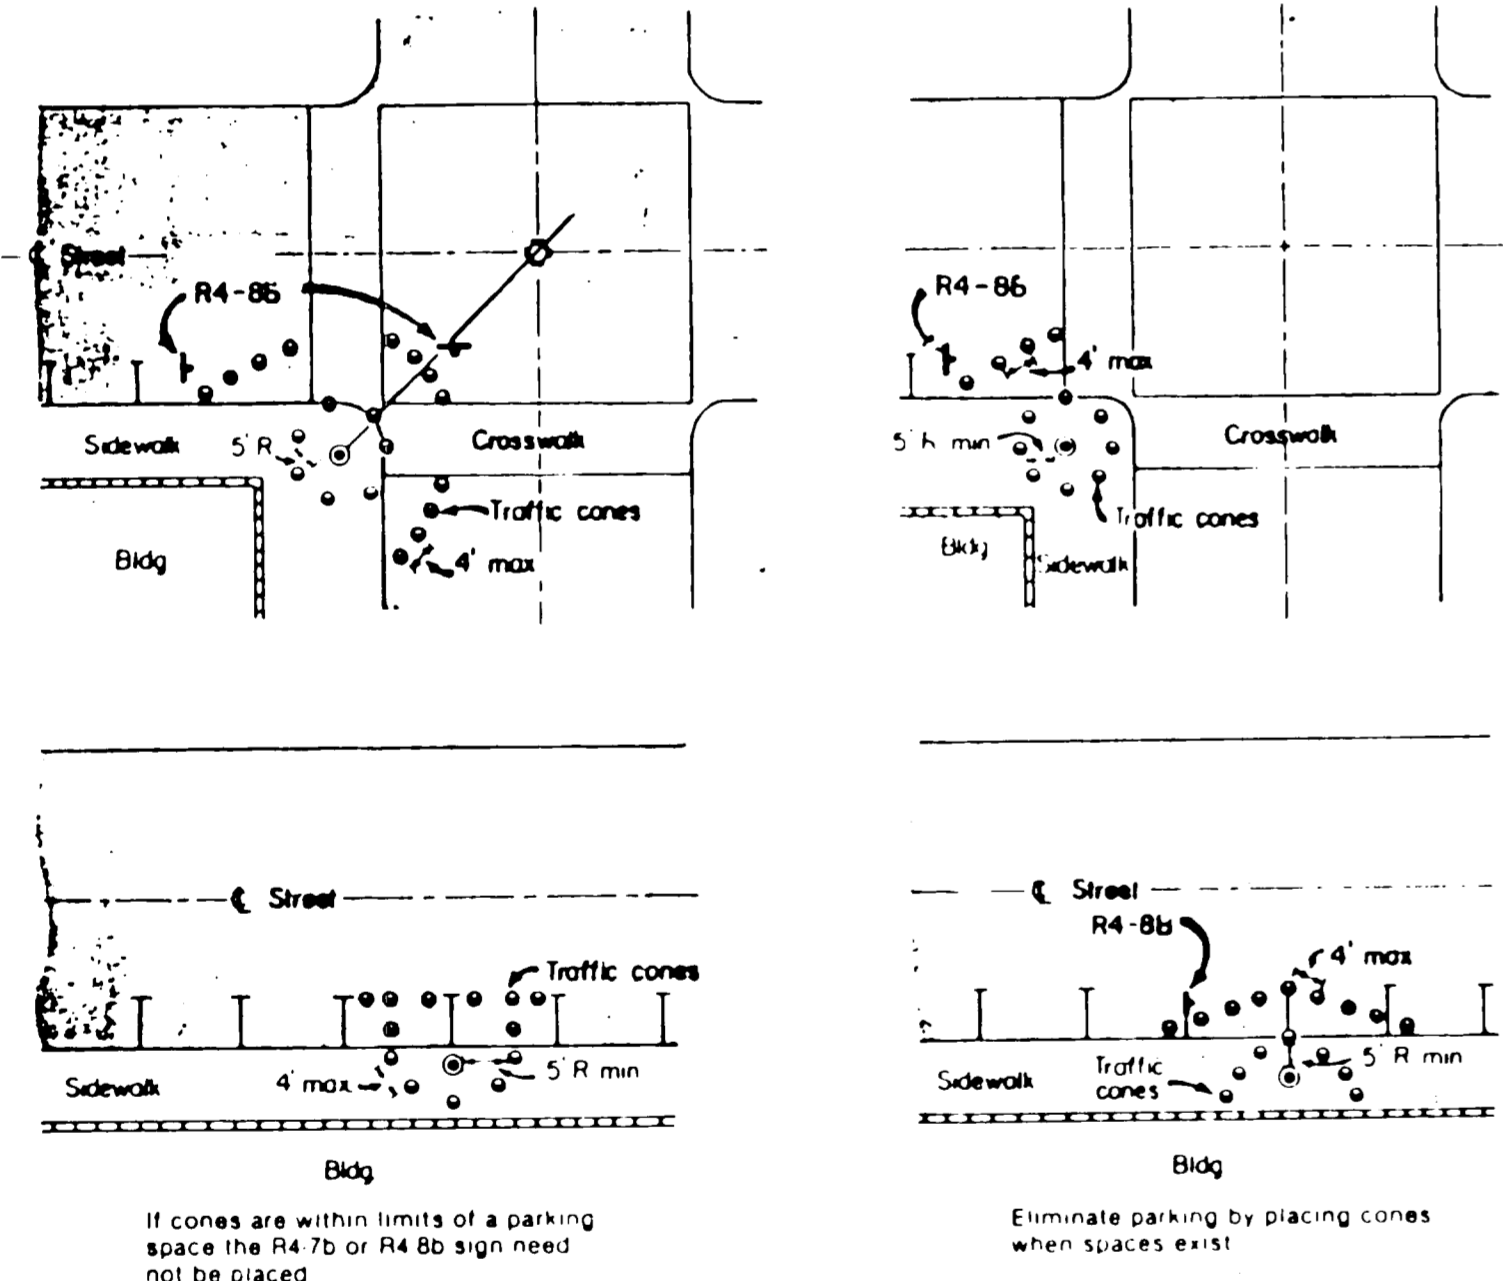 ℄ Street
R4-8b
Sidewalk
5' R
Crosswalk
Traffic cones
4' max
Bldg
R4-8b
4' max
5' R min
Crosswalk
Traffic cones
Bldg
Sidewalk
℄ Street
Traffic cones
4' max
5' R min
Sidewalk
Bldg
If cones are within limits of a parking
space the R4-7b or R4 8b sign need
not be placed
℄ Street
R4-8b
4' max
Traffic
cones
5' R min
Sidewalk
Bldg
Eliminate parking by placing cones
when spaces exist